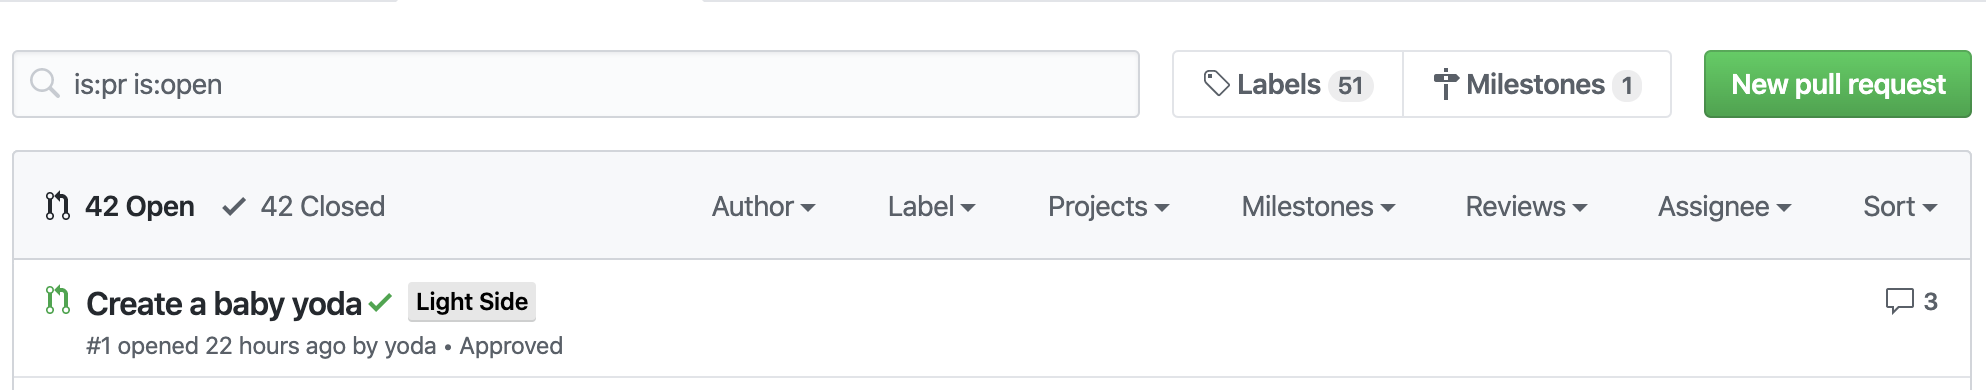 is:pr is:open
Labels 51
Milestones 1
New pull request
42 Open
42 Closed
Author
Label
Projects
Milestones
Reviews
Assignee
Sort
Create a baby yoda
Light Side
3
#1 opened 22 hours ago by yoda • Approved